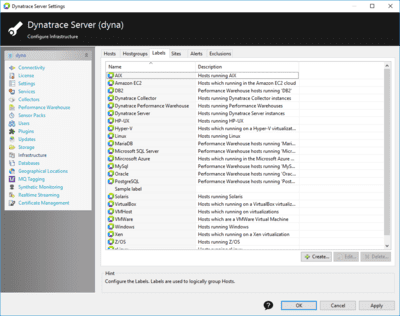 Dynatrace Server Settings
Dynatrace Server (dyna)
Configure Infrastructure
dyna
Connectivity
License
Settings
Services
Collectors
Performance Warehouse
Sensor Packs
Users
Plugins
Updates
Storage
Infrastructure
Databases
Geographical Locations
MQ Tagging
Synthetic Monitoring
Realtime Streaming
Certificate Management
Hosts Hostgroups Labels Sites Alerts Exclusions
Name Description
AIX Hosts running AIX
Amazon EC2 Hosts which running in the Amazon EC2 cloud
DB2 Performance Warehouse hosts running 'DB2'
Dynatrace Collector Hosts running Dynatrace Collector instances
Dynatrace Performance Warehouse Hosts running Dynatrace Performance Warehouse
Dynatrace Server Hosts running Dynatrace Server instances
HP-UX Hosts running HP-UX
Hyper-V Hosts which running on a Hyper-V virtualizat...
Linux Hosts running Linux
MariaDB Performance Warehouse hosts running 'Mari...
Microsoft SQL Server Performance Warehouse hosts running 'Micr...
Microsoft Azure Hosts which running in the Microsoft Azure ...
MySql Performance Warehouse hosts running 'MyS...
Oracle Performance Warehouse hosts running 'Orac...
PostgreSQL Performance Warehouse hosts running 'Post...
Sample label
Solaris Hosts running Solaris
VirtualBox Hosts which running on a VirtualBox virtualiz...
VMHost Hosts which running on virtualizations
VMWare Hosts which are a VMWare Virtual Machine
Windows Hosts running Windows
Xen Hosts which running on a Xen virtualization
Z/OS Hosts running Z/OS
Create... Edit... Delete...
Hint
Configure the Labels. Labels are used to logically group Hosts.
OK Cancel Apply